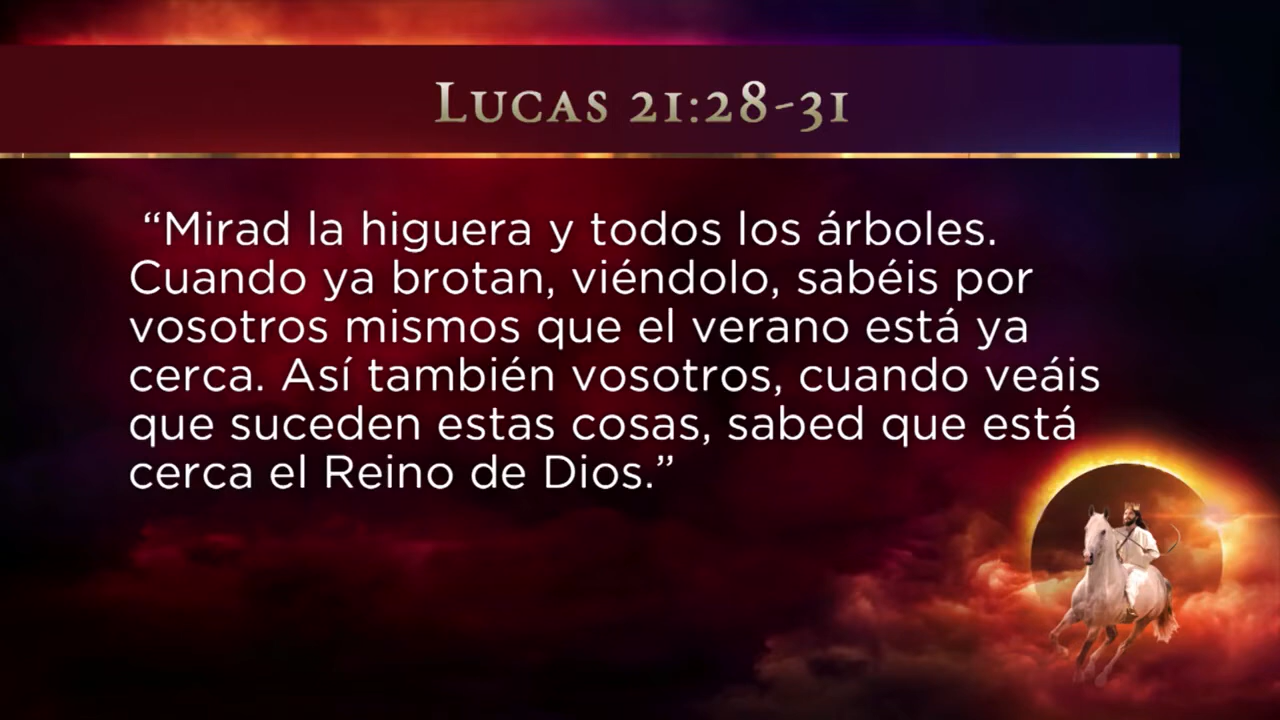 LUCAS 21:28-31
“Mirad la higuera y todos los árboles.
Cuando ya brotan, viéndolo, sabéis por
vosotros mismos que el verano está ya
cerca. Así también vosotros, cuando veáis
que suceden estas cosas, sabed que está
cerca el Reino de Dios.”